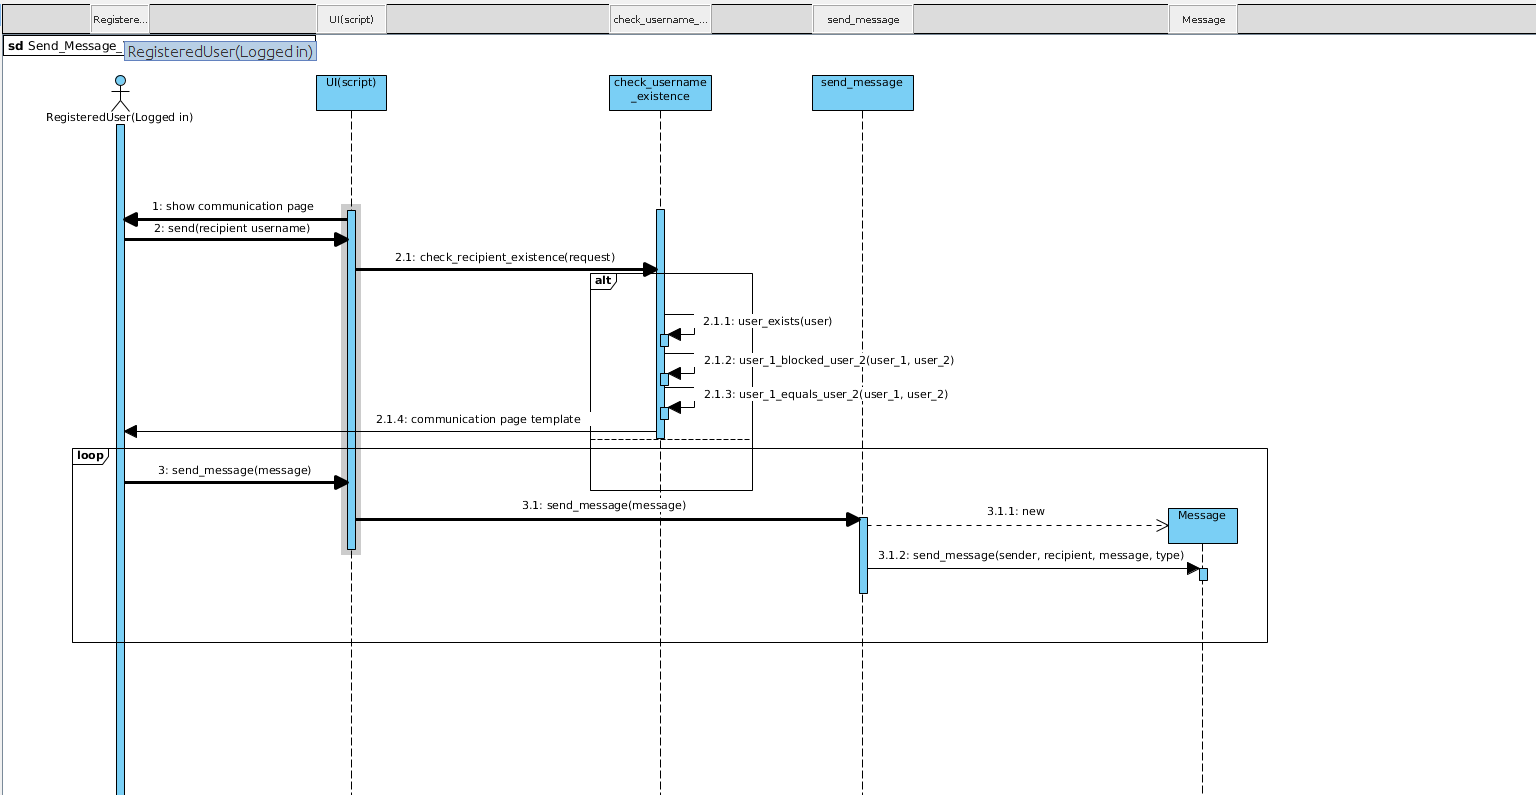 Registere...
UI(script)
check_username_...
send_message
Message
sd Send_Message_
RegisteredUser(Logged in)
UI(script)
check_username
_existence
send_message
RegisteredUser(Logged in)
1: show communication page
2: send(recipient username)
2.1: check_recipient_existence(request)
alt
2.1.1: user_exists(user)
2.1.2: user_1_blocked_user_2(user_1, user_2)
2.1.3: user_1_equals_user_2(user_1, user_2)
2.1.4: communication page template
loop
3: send_message(message)
3.1: send_message(message)
3.1.1: new
Message
3.1.2: send_message(sender, recipient, message, type)